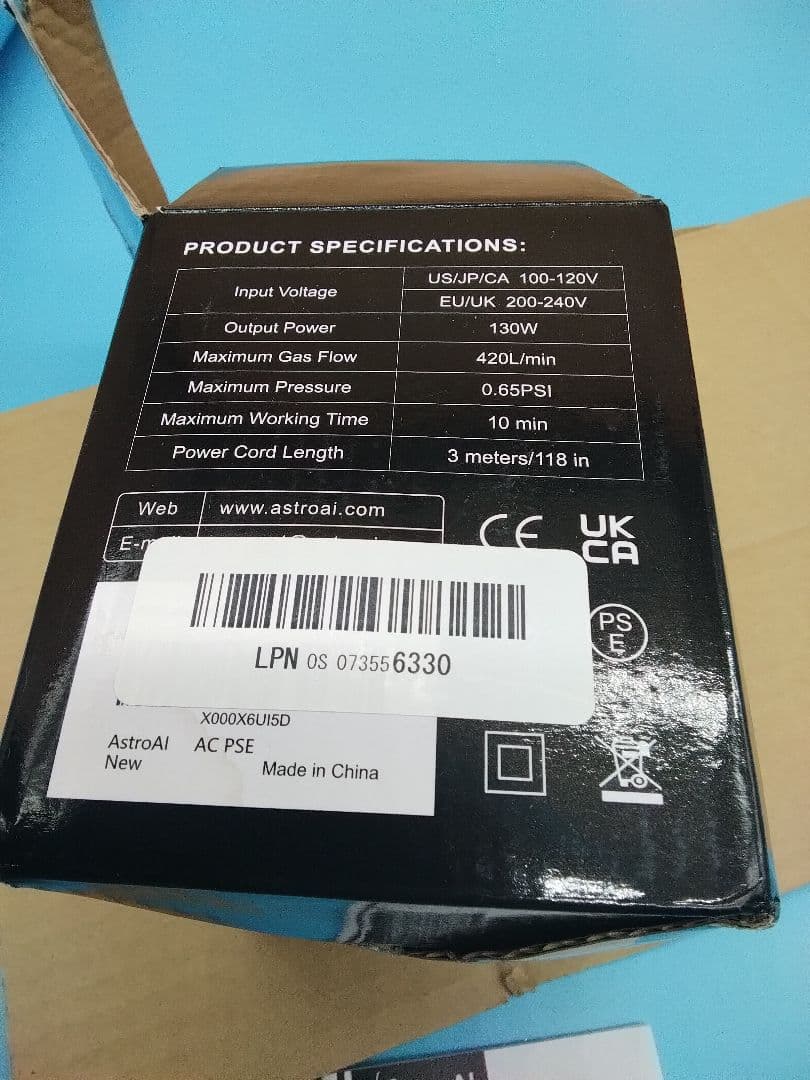 PRODUCT SPECIFICATIONS:
Input Voltage
US/JP/CA 100-120V
EU/UK 200-240V
Output Power 130W
Maximum Gas Flow 420L/min
Maximum Pressure 0.65PSI
Maximum Working Time 10 min
Power Cord Length 3 meters/118 in
Web www.astroai.com
CE
UK
CA
LPN OS 073556330
PS
E
X000X6UI5D
AstroAI AC PSE
New
Made in China